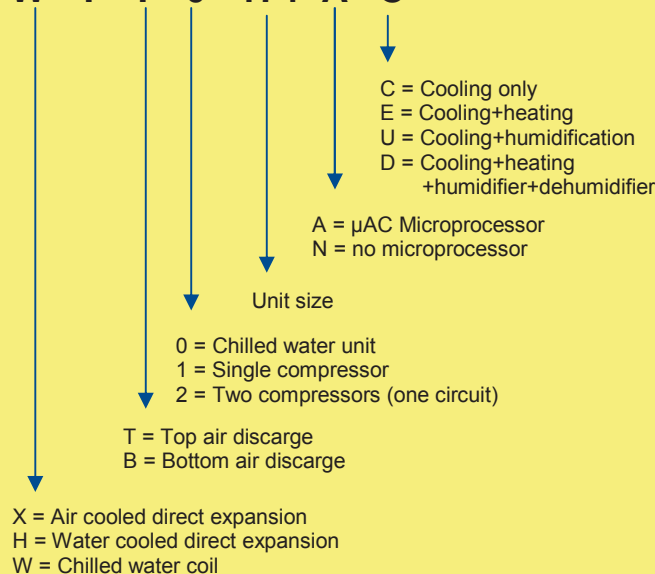 C = Cooling only
E = Cooling+heating
U = Cooling+humidification
D = Cooling+heating
+humidifier+dehumidifier
A = µAC Microprocessor
N = no microprocessor
Unit size
0 = Chilled water unit
1 = Single compressor
2 = Two compressors (one circuit)
T = Top air discarge
B = Bottom air discarge
X = Air cooled direct expansion
H = Water cooled direct expansion
W = Chilled water coil